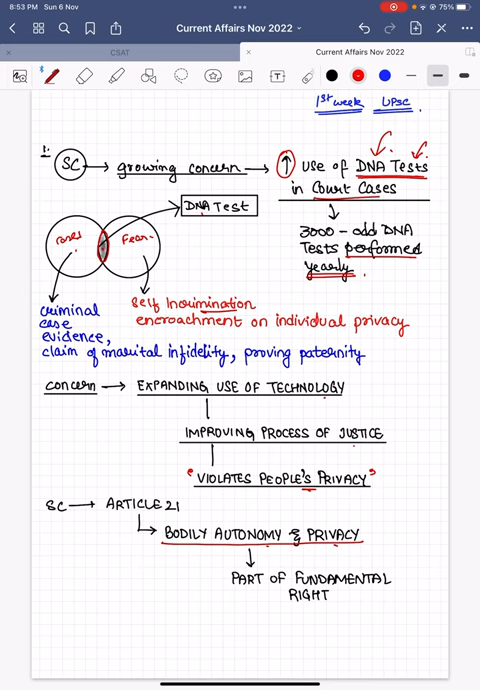 8:53 PM Sun 6 Nov
75%
Current Affairs Nov 2022
CSAT
Current Affairs Nov 2022
1st week UPSC
1.
SC → growing concern → ↑ use of DNA Tests
in Court Cases
DNA Test
3000-odd DNA
Tests performed
yearly.
Fear
criminal
case
evidence,
claim of marital infidelity, proving paternity
Self Incrimination
encroachment on individual privacy
concern → EXPANDING USE OF TECHNOLOGY
IMPROVING PROCESS OF JUSTICE
"VIOLATES PEOPLE'S PRIVACY"
SC → ARTICLE 21
BODILY AUTONOMY & PRIVACY
PART OF FUNDAMENTAL
RIGHT